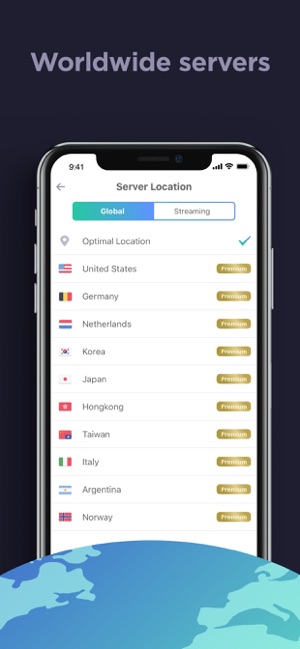 Worldwide servers
9:41
Server Location
Global Streaming
Optimal Location
United States Premium
Germany Premium
Netherlands Premium
Korea Premium
Japan Premium
Hongkong Premium
Taiwan Premium
Italy Premium
Argentina Premium
Norway Premium